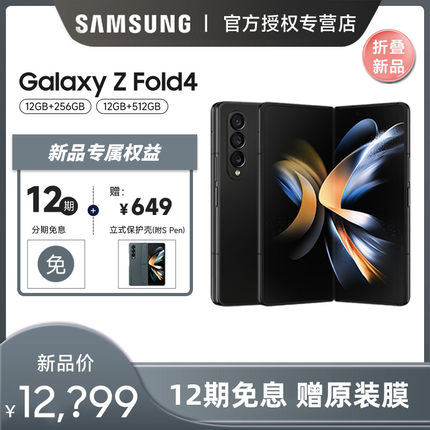 SAMSUNG | 官方授权专营店
折叠
新品
Galaxy Z Fold4
12GB+256GB 12GB+512GB
新品专属权益
12期 + 赠:
¥649
分期免息 立式保护壳(附S Pen)
免
新品价
¥12,?99
12期免息 赠原装膜